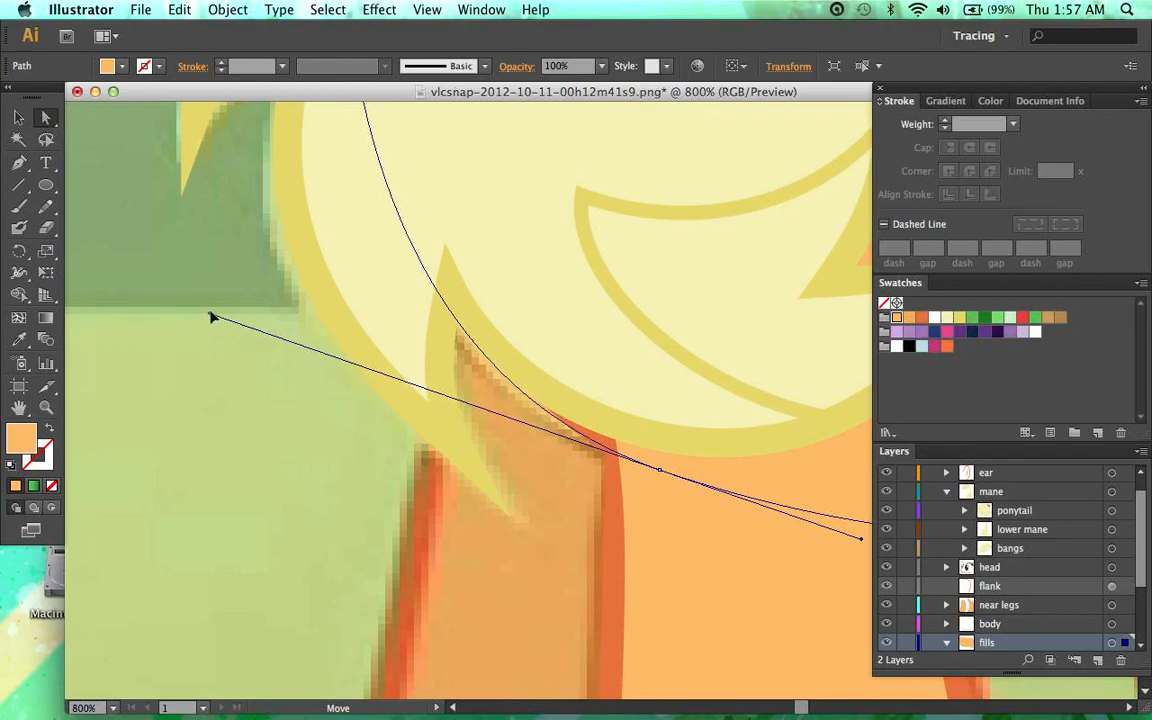 Illustrator File Edit Object Type Select Effect View Window Help (99%) Thu 1:57 AM
Ai Br Tracing
Path Stroke: Basic Opacity: 100% Style: Transform
vlcsnap-2012-10-11-00h12m41s9.png* @ 800% (RGB/Preview)
Stroke Gradient Color Document Info
Weight:
Cap:
Corner: Limit: x
Align Stroke:
Dashed Line
dash gap dash gap dash gap
Swatches
Layers
ear
mane
ponytail
lower mane
bangs
head
flank
near legs
body
fills
2 Layers
Macin
800% 1 Move